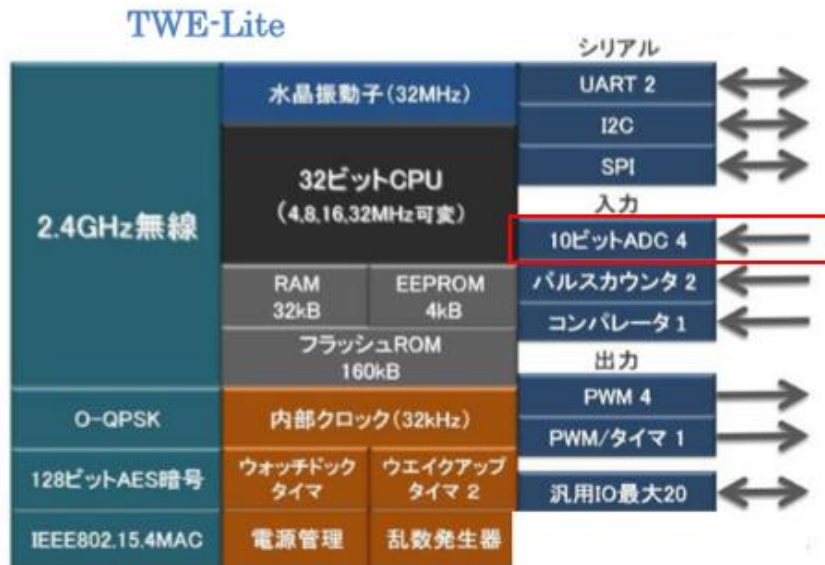 TWE-Lite
2.4GHz無線
O-QPSK
128ビットAES暗号
IEEE802.15.4MAC
水晶振動子(32MHz)
32ビットCPU
(4,8,16,32MHz可変)
RAM
32kB
EEPROM
4kB
フラッシュROM
160kB
内部クロック(32kHz)
ウォッチドック
タイマ
ウエイクアップ
タイマ 2
電源管理
乱数発生器
シリアル
UART 2
I2C
SPI
入力
10ビットADC 4
パルスカウンタ 2
コンパレータ 1
出力
PWM 4
PWM/タイマ 1
汎用IO最大20